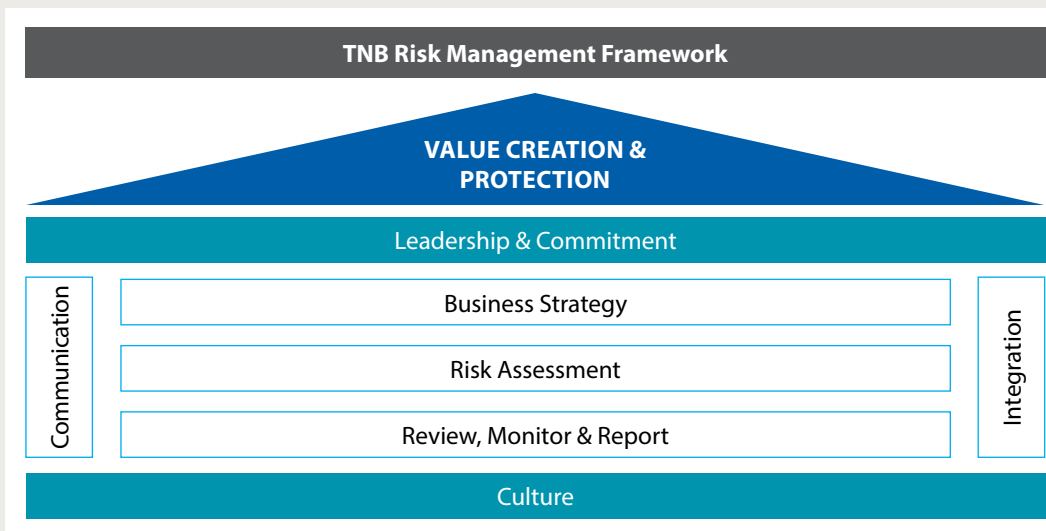 TNB Risk Management Framework
VALUE CREATION &
PROTECTION
Leadership & Commitment
Communication
Business Strategy
Risk Assessment
Review, Monitor & Report
Integration
Culture